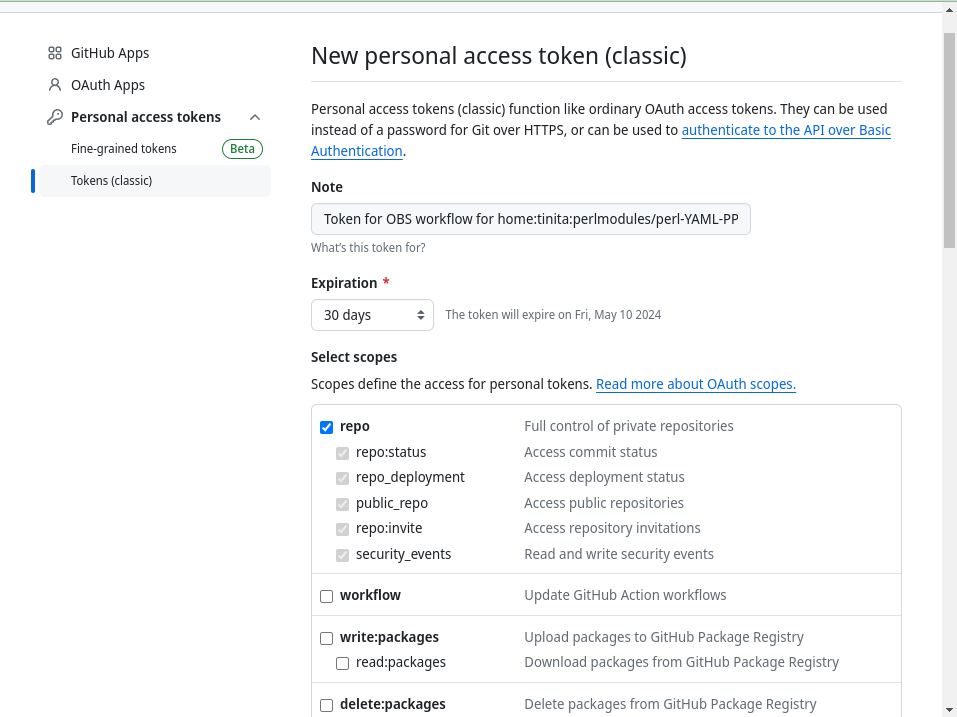 GitHub Apps
OAuth Apps
Personal access tokens
Fine-grained tokens Beta
Tokens (classic)
New personal access token (classic)
Personal access tokens (classic) function like ordinary OAuth access tokens. They can be used
instead of a password for Git over HTTPS, or can be used to authenticate to the API over Basic
Authentication.
Note
Token for OBS workflow for home:tinita:perlmodules/perl-YAML-PP
What's this token for?
Expiration *
30 days The token will expire on Fri, May 10 2024
Select scopes
Scopes define the access for personal tokens. Read more about OAuth scopes.
repo Full control of private repositories
repo:status Access commit status
repo_deployment Access deployment status
public_repo Access public repositories
repo:invite Access repository invitations
security_events Read and write security events
workflow Update GitHub Action workflows
write:packages Upload packages to GitHub Package Registry
read:packages Download packages from GitHub Package Registry
delete:packages Delete packages from GitHub Package Registry